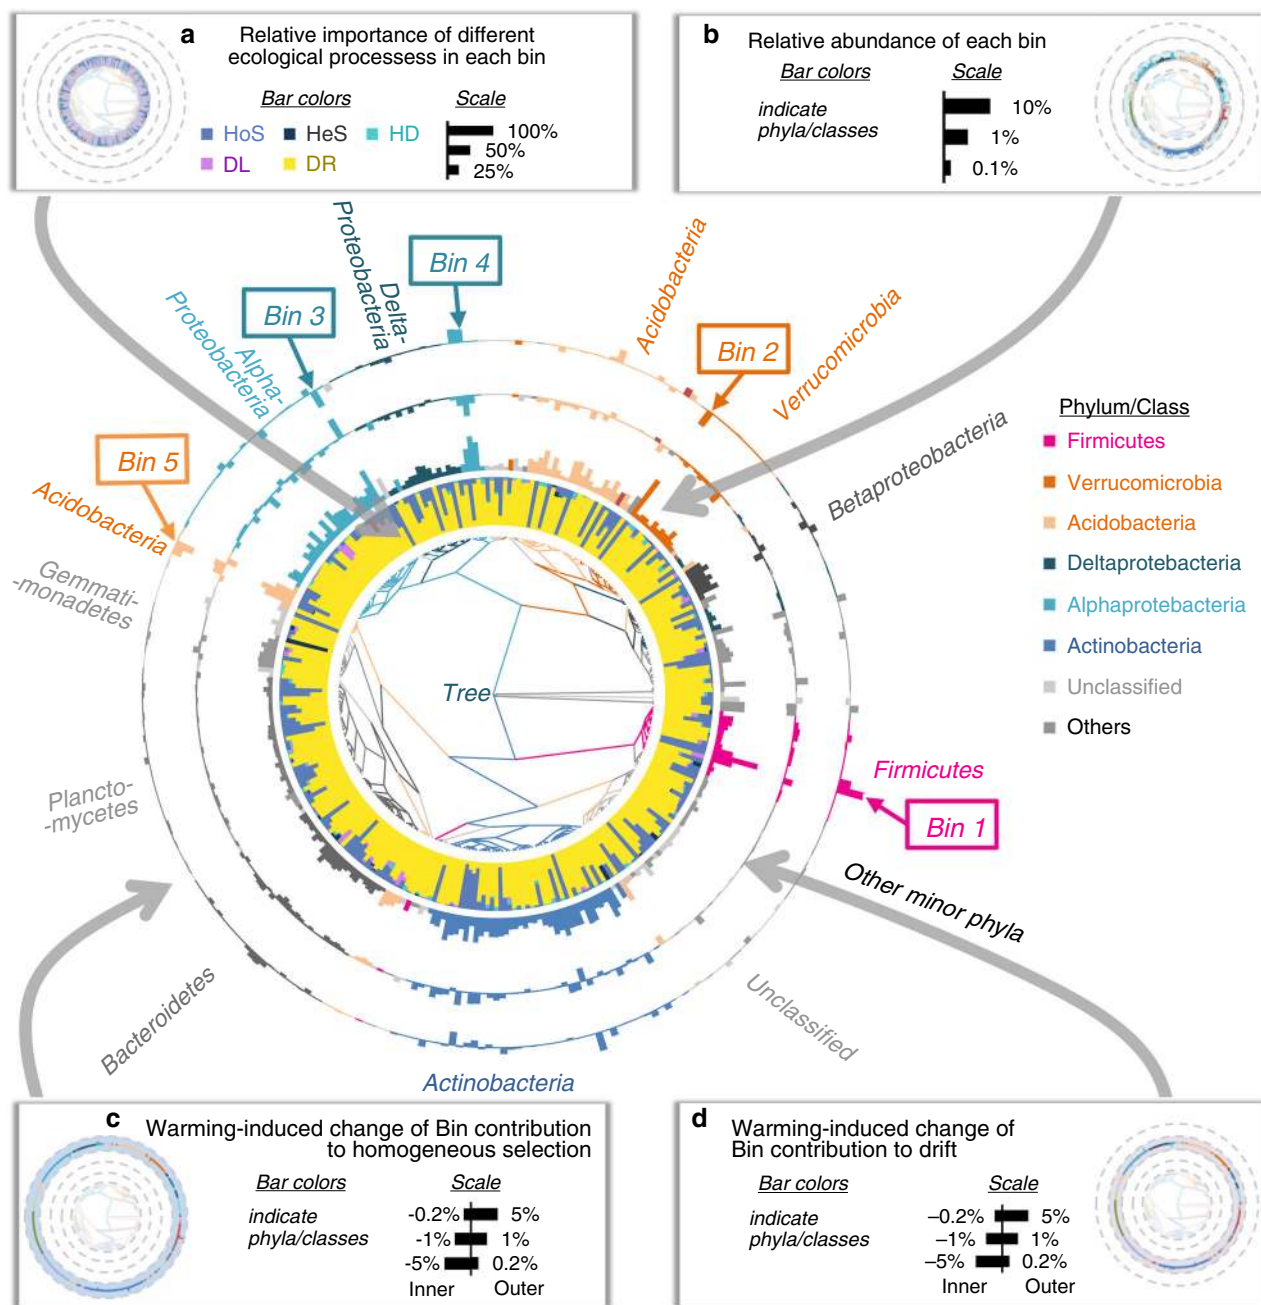 a
Relative importance of different
ecological processess in each bin
Bar colors
Scale
HoS
HeS
HD
DL
DR
100%
50%
25%
b
Relative abundance of each bin
Bar colors
Scale
indicate
phyla/classes
10%
1%
0.1%
Delta-
Proteobacteria
Bin 4
Acidobacteria
Bin 3
Alpha-
Proteobacteria
Bin 2
Verrucomicrobia
Bin 5
Acidobacteria
Betaproteobacteria
Gemmati-
-monadetes
Tree
Phylum/Class
Firmicutes
Verrucomicrobia
Acidobacteria
Deltaprotebacteria
Alphaprotebacteria
Actinobacteria
Unclassified
Others
Firmicutes
Bin 1
Plancto-
-mycetes
Other minor phyla
Bacteroidetes
Unclassified
Actinobacteria
c
Warming-induced change of Bin contribution
to homogeneous selection
Bar colors
Scale
indicate
phyla/classes
-0.2% 5%
-1% 1%
-5% 0.2%
Inner Outer
d
Warming-induced change of
Bin contribution to drift
Bar colors
Scale
indicate
phyla/classes
–0.2% 5%
–1% 1%
–5% 0.2%
Inner Outer